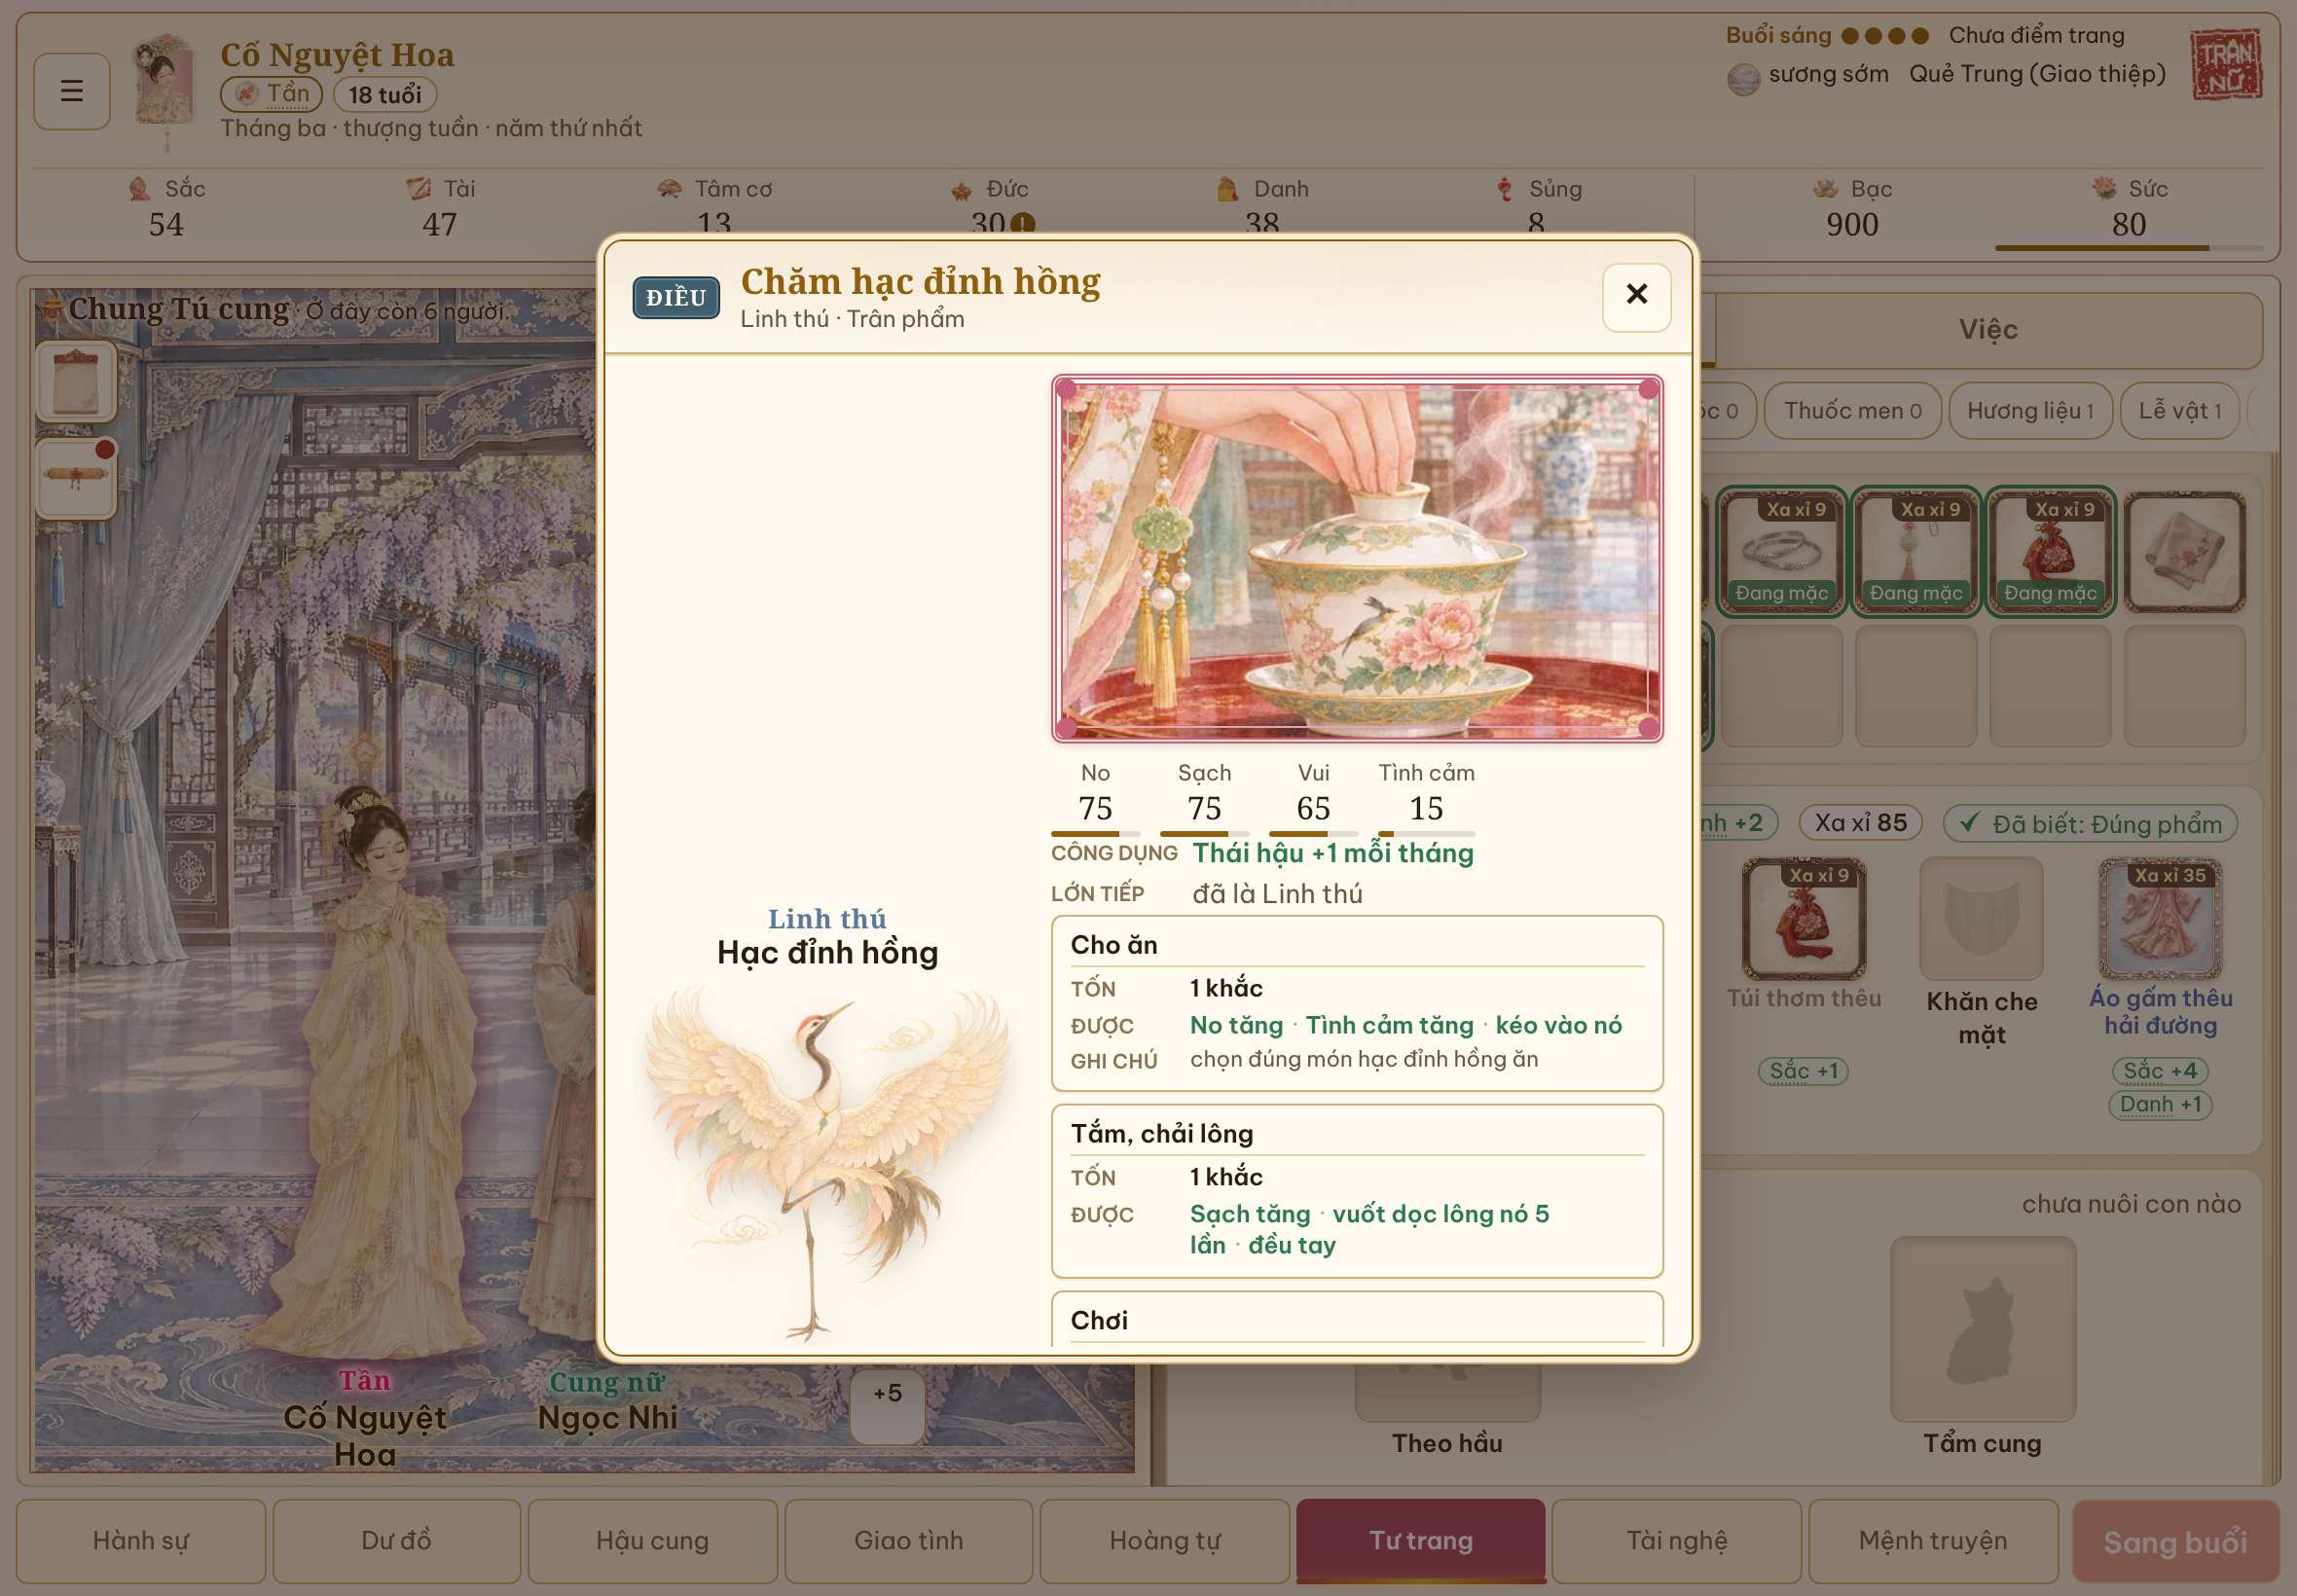 Cố Nguyệt Hoa
Tần
18 tuổi
Tháng ba · thượng tuần · năm thứ nhất
Buổi sáng
Chưa điểm trang
sương sớm
Quẻ Trung (Giao thiệp)
TRÂN NỮ
Sắc
54
Tài
47
Tâm cơ
13
Đức
30
Danh
38
Sủng
8
Bạc
900
Sức
80
Chung Tú cung · Ở đây còn 6 người.
Tần
Cố Nguyệt
Hoa
Cung nữ
Ngọc Nhi
+5
ĐIỀU
Chăm hạc đỉnh hồng
Linh thú · Trân phẩm
Linh thú
Hạc đỉnh hồng
No
75
Sạch
75
Vui
65
Tình cảm
15
CÔNG DỤNG Thái hậu +1 mỗi tháng
LỚN TIẾP đã là Linh thú
Cho ăn
TỐN 1 khắc
ĐƯỢC No tăng · Tình cảm tăng · kéo vào nó
GHI CHÚ chọn đúng món hạc đỉnh hồng ăn
Tắm, chải lông
TỐN 1 khắc
ĐƯỢC Sạch tăng · vuốt dọc lông nó 5
lần · đều tay
Chơi
Việc
0
Thuốc men 0
Hương liệu 1
Lễ vật 1
Xa xỉ 9
Đang mặc
Xa xỉ 9
Đang mặc
Xa xỉ 9
Đang mặc
+2
Xa xỉ 85
Đã biết: Đúng phẩm
Xa xỉ 9
Túi thơm thêu
Sắc +1
Khăn che
mặt
Xa xỉ 35
Áo gấm thêu
hải đường
Sắc +4
Danh +1
chưa nuôi con nào
Theo hầu
Tẩm cung
Hành sự
Dư đồ
Hậu cung
Giao tình
Hoàng tự
Tư trang
Tài nghệ
Mệnh truyện
Sang buổi